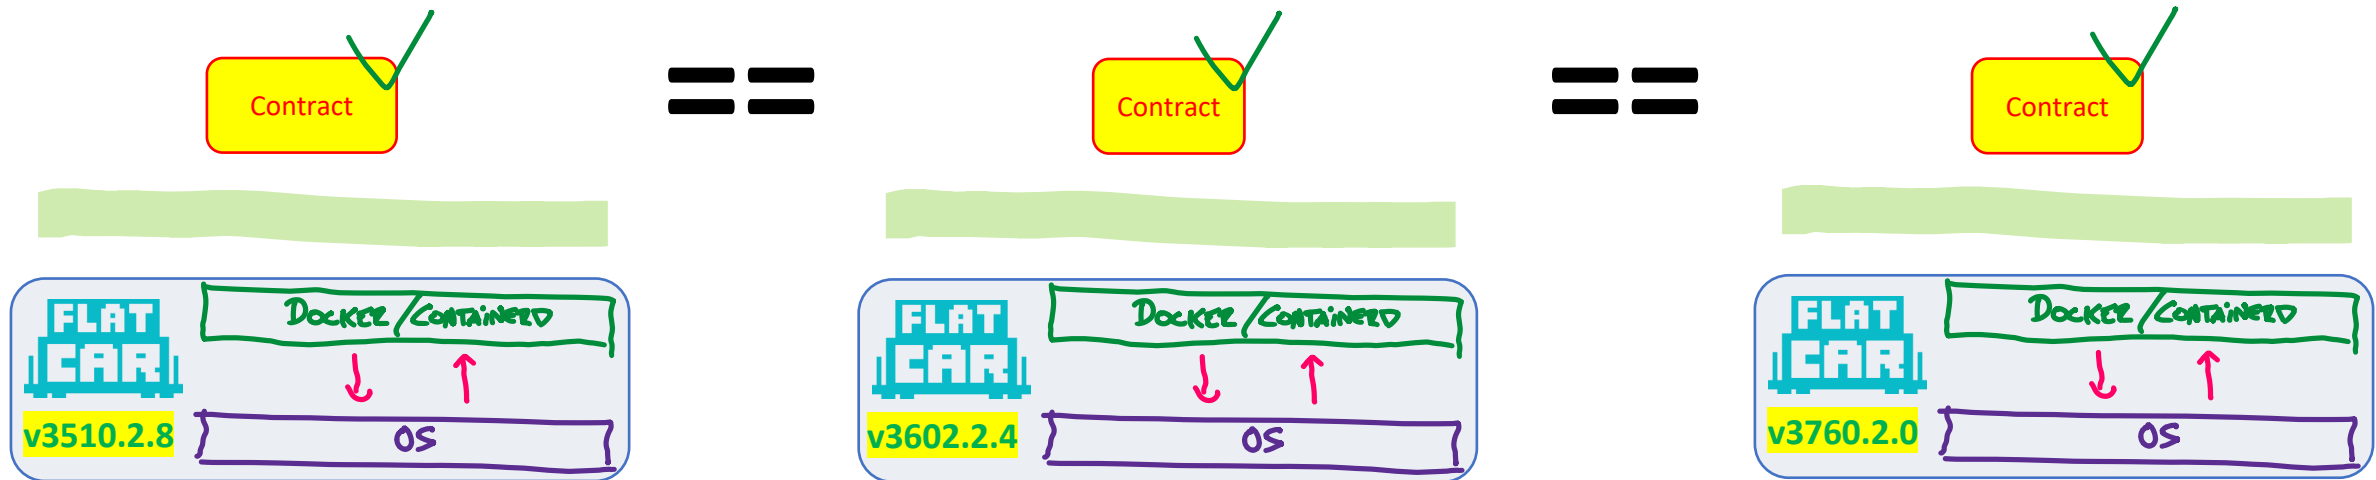 Contract
==
Contract
==
Contract
FLAT
CAR
v3510.2.8
DOCKER/CONTAINERD
OS
FLAT
CAR
v3602.2.4
DOCKER/CONTAINERD
OS
FLAT
CAR
v3760.2.0
DOCKER/CONTAINERD
OS